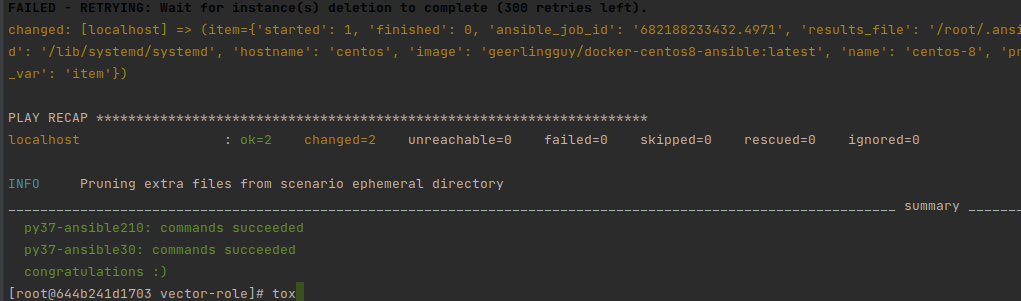 FAILED - RETRYING: Wait for instance(s) deletion to complete (300 retries left).
changed: [localhost] => (item={'started': 1, 'finished': 0, 'ansible_job_id': '682188233432.4971', 'results_file': '/root/.ansi
d': '/lib/systemd/systemd', 'hostname': 'centos', 'image': 'geerlingguy/docker-centos8-ansible:latest', 'name': 'centos-8', 'pr
_var': 'item'})
PLAY RECAP *********************************************************************
localhost : ok=2 changed=2 unreachable=0 failed=0 skipped=0 rescued=0 ignored=0
INFO Pruning extra files from scenario ephemeral directory
_______________________________________________________________________________________________________________ summary _______
py37-ansible210: commands succeeded
py37-ansible30: commands succeeded
congratulations :)
[root@644b241d1703 vector-role]# tox